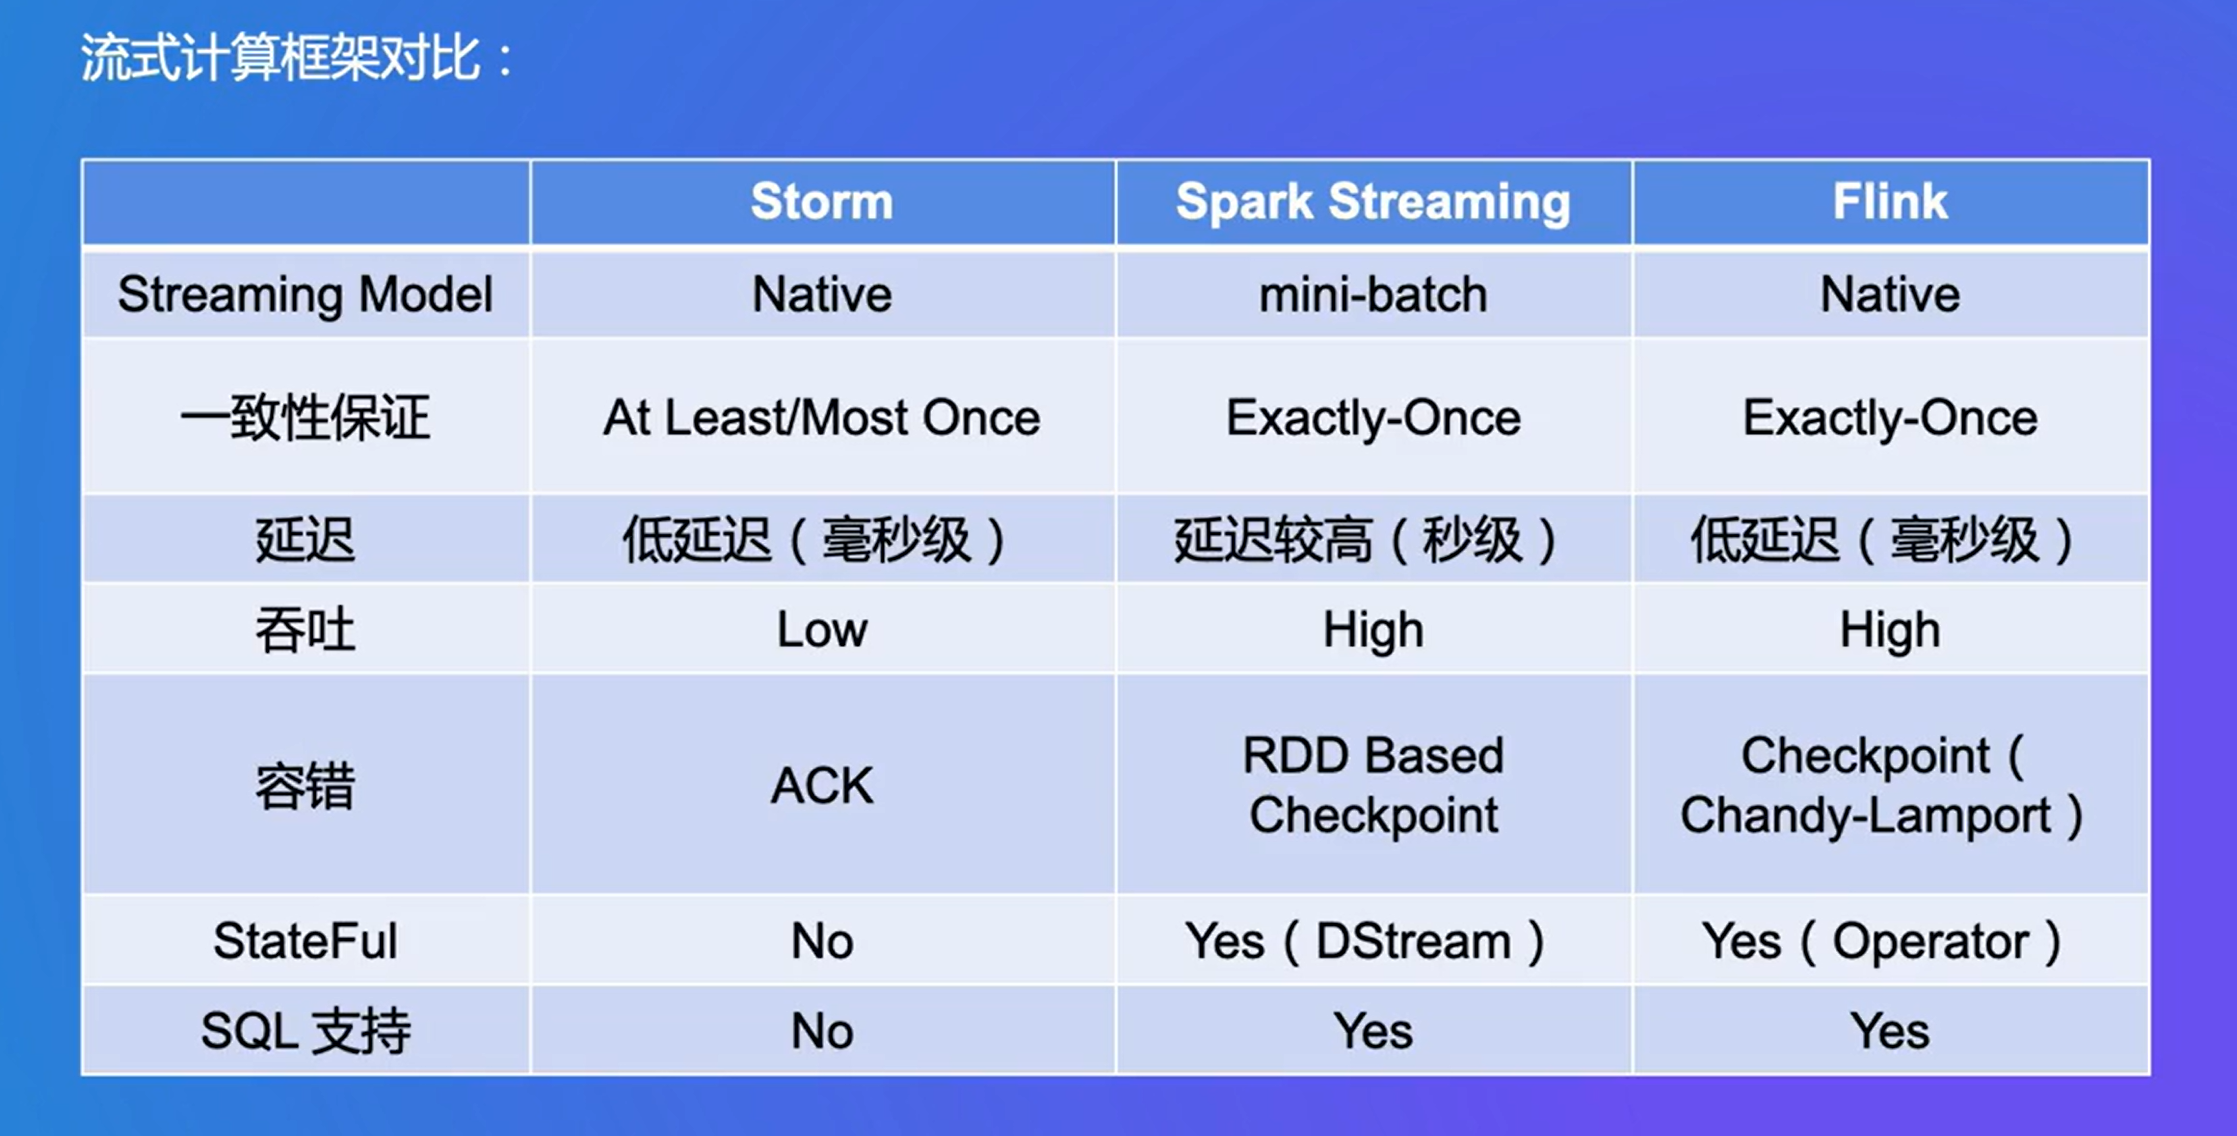 流式计算框架对比：
Storm Spark Streaming Flink
Streaming Model Native mini-batch Native
一致性保证 At Least/Most Once Exactly-Once Exactly-Once
延迟 低延迟（毫秒级） 延迟较高（秒级） 低延迟（毫秒级）
吞吐 Low High High
容错 ACK RDD Based Checkpoint Checkpoint（Chandy-Lamport）
StateFul No Yes（DStream） Yes（Operator）
SQL 支持 No Yes Yes